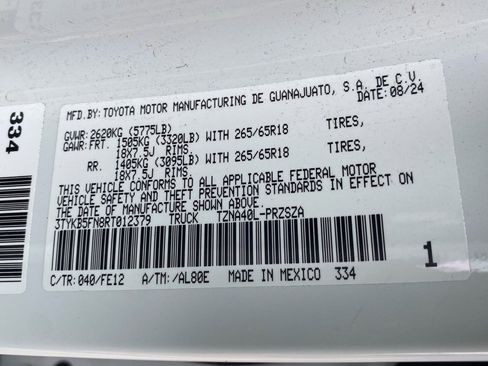 MFD.BY: TOYOTA MOTOR MANUFACTURING DE GUANAJUATO, S.A. DE C.V.
DATE: 08/24
GVWR: 2620KG (5775LB)
GAWR: FRT. 1505KG (3320LB) WITH 265/65R18 TIRES,
18X7.5J RIMS.
RR. 1405KG (3095LB) WITH 265/65R18 TIRES,
18X7.5J RIMS.
THIS VEHICLE CONFORMS TO ALL APPLICABLE FEDERAL MOTOR
VEHICLE SAFETY AND THEFT PREVENTION STANDARDS IN EFFECT ON
THE DATE OF MANUFACTURE SHOWN ABOVE.
3TYKB5FN0RT012379 TRUCK TZNA40L-PRZSZA
C/TR: 040/FE12 A/TM: /AL80E MADE IN MEXICO 334
1
334